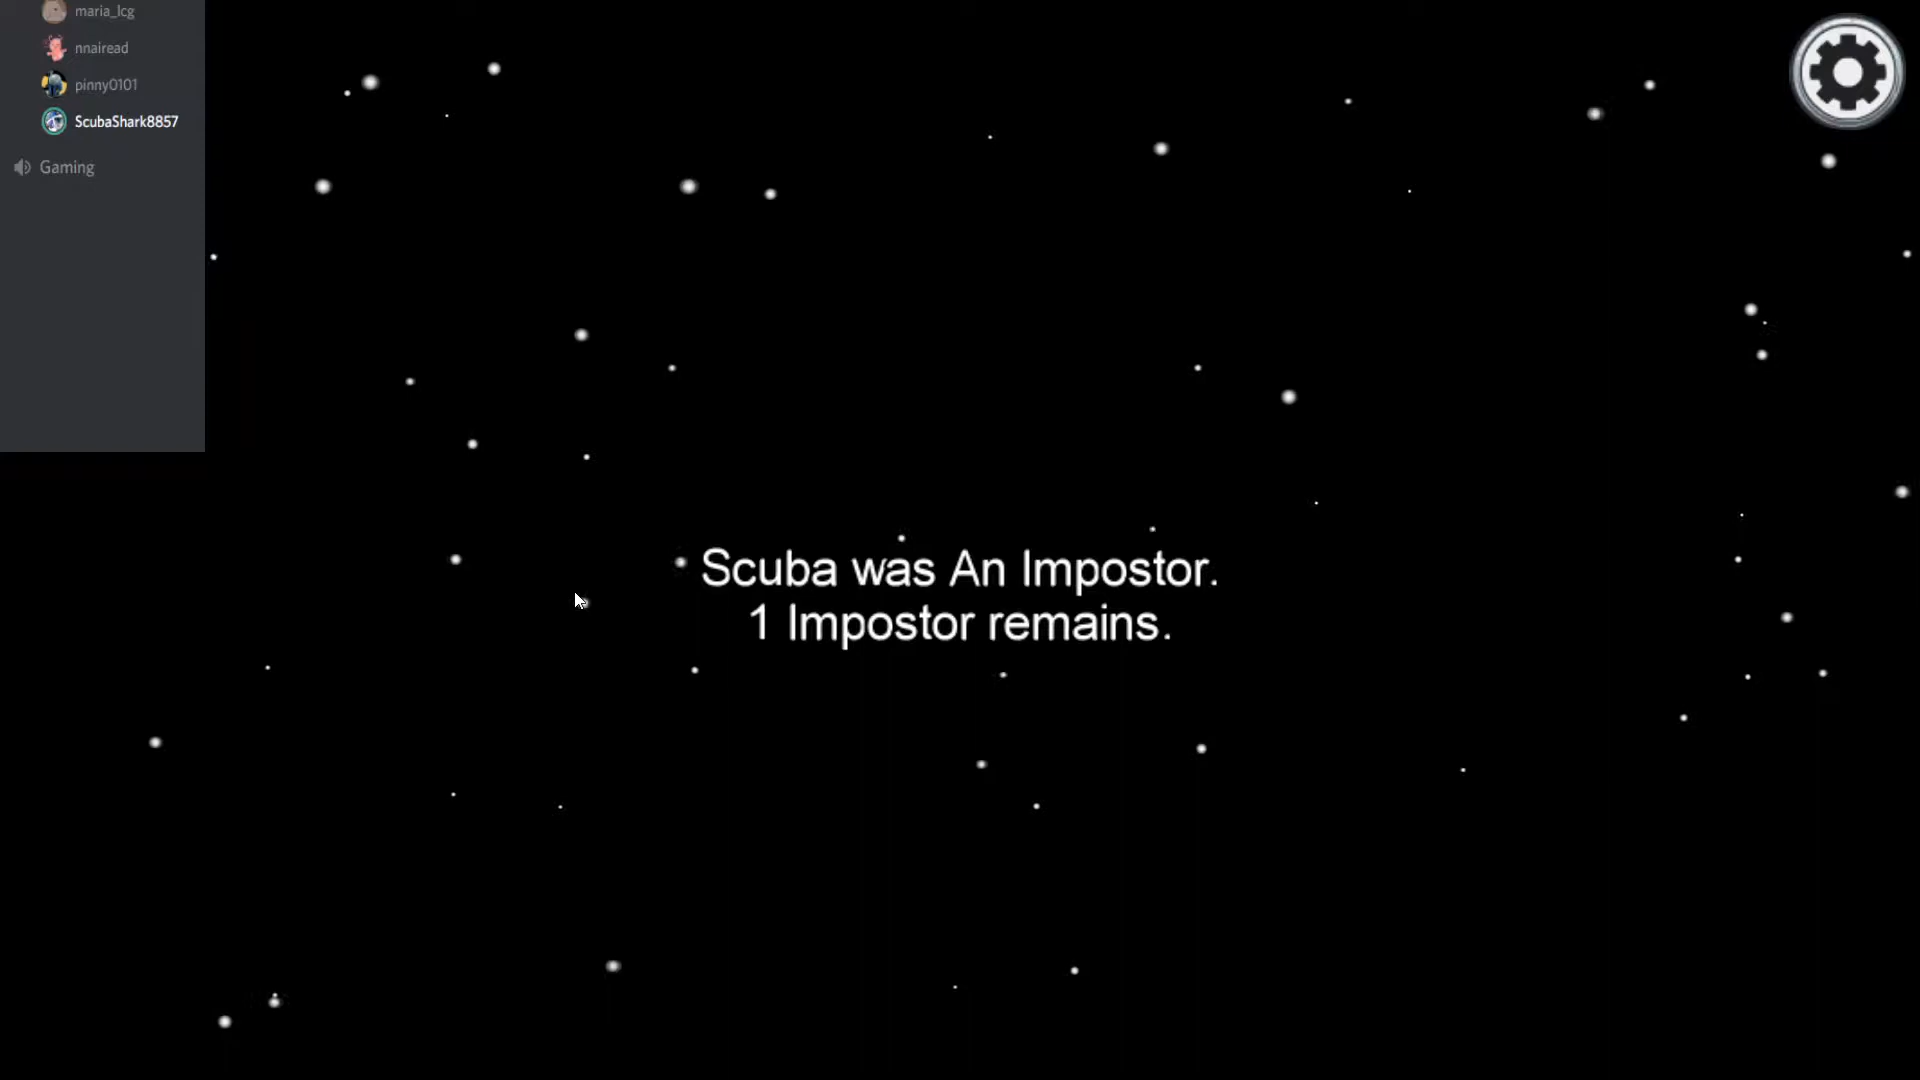 maria_lcg
nnairead
pinny0101
ScubaShark8857
Gaming
Scuba was An Impostor.
1 Impostor remains.